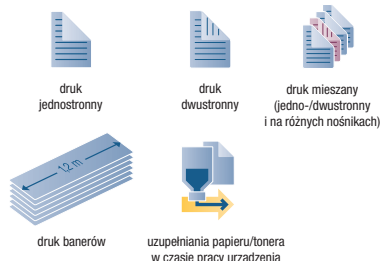 druk
jednostronny
druk
dwustronny
druk mieszany
(jedno-/dwustronny
i na różnych nośnikach)
1,2 m
druk banerów
uzupełniania papieru/tonera
w czasie pracy urządzenia